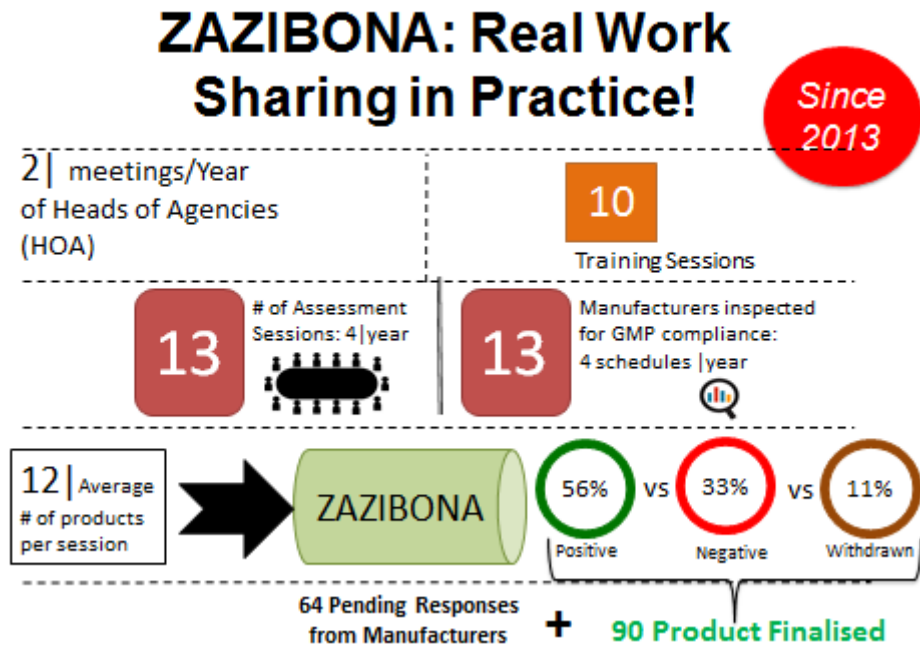 ZAZIBONA: Real Work
Sharing in Practice!
Since
2013
2| meetings/Year
of Heads of Agencies
(HOA)
10
Training Sessions
13
# of Assessment
Sessions: 4|year
13
Manufacturers inspected
for GMP compliance:
4 schedules |year
12| Average
# of products
per session
ZAZIBONA
56% vs 33% vs 11%
Positive Negative Withdrawn
64 Pending Responses
from Manufacturers
+ 90 Product Finalised